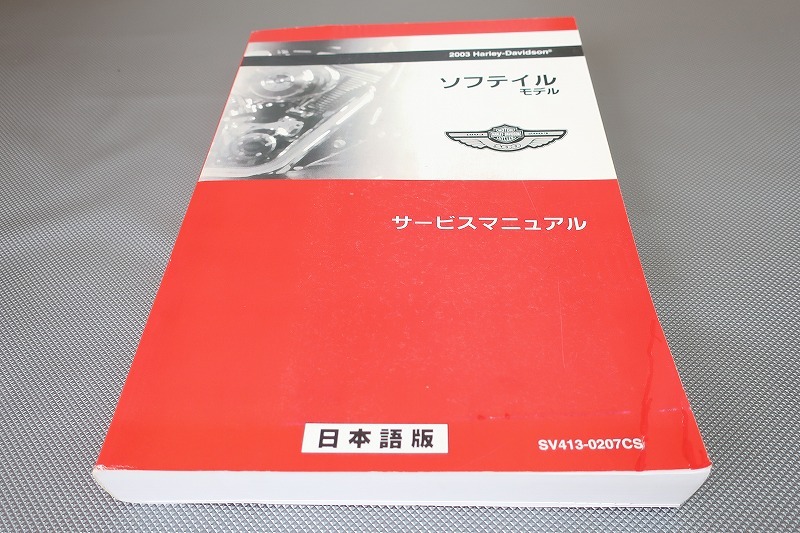 2003 Harley-Davidson®
ソフテイル
モデル
サービスマニュアル
日本語版
SV413-0207CS